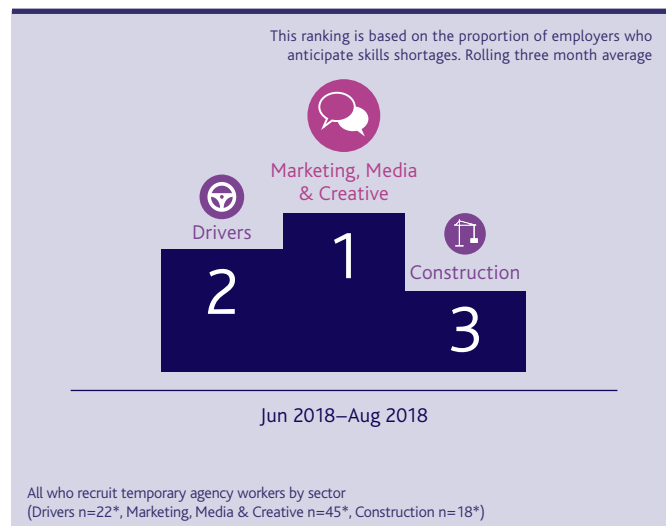 This ranking is based on the proportion of employers who
anticipate skills shortages. Rolling three month average
Marketing, Media
& Creative
Drivers
1
2
Construction
3
Jun 2018–Aug 2018
All who recruit temporary agency workers by sector
(Drivers n=22*, Marketing, Media & Creative n=45*, Construction n=18*)